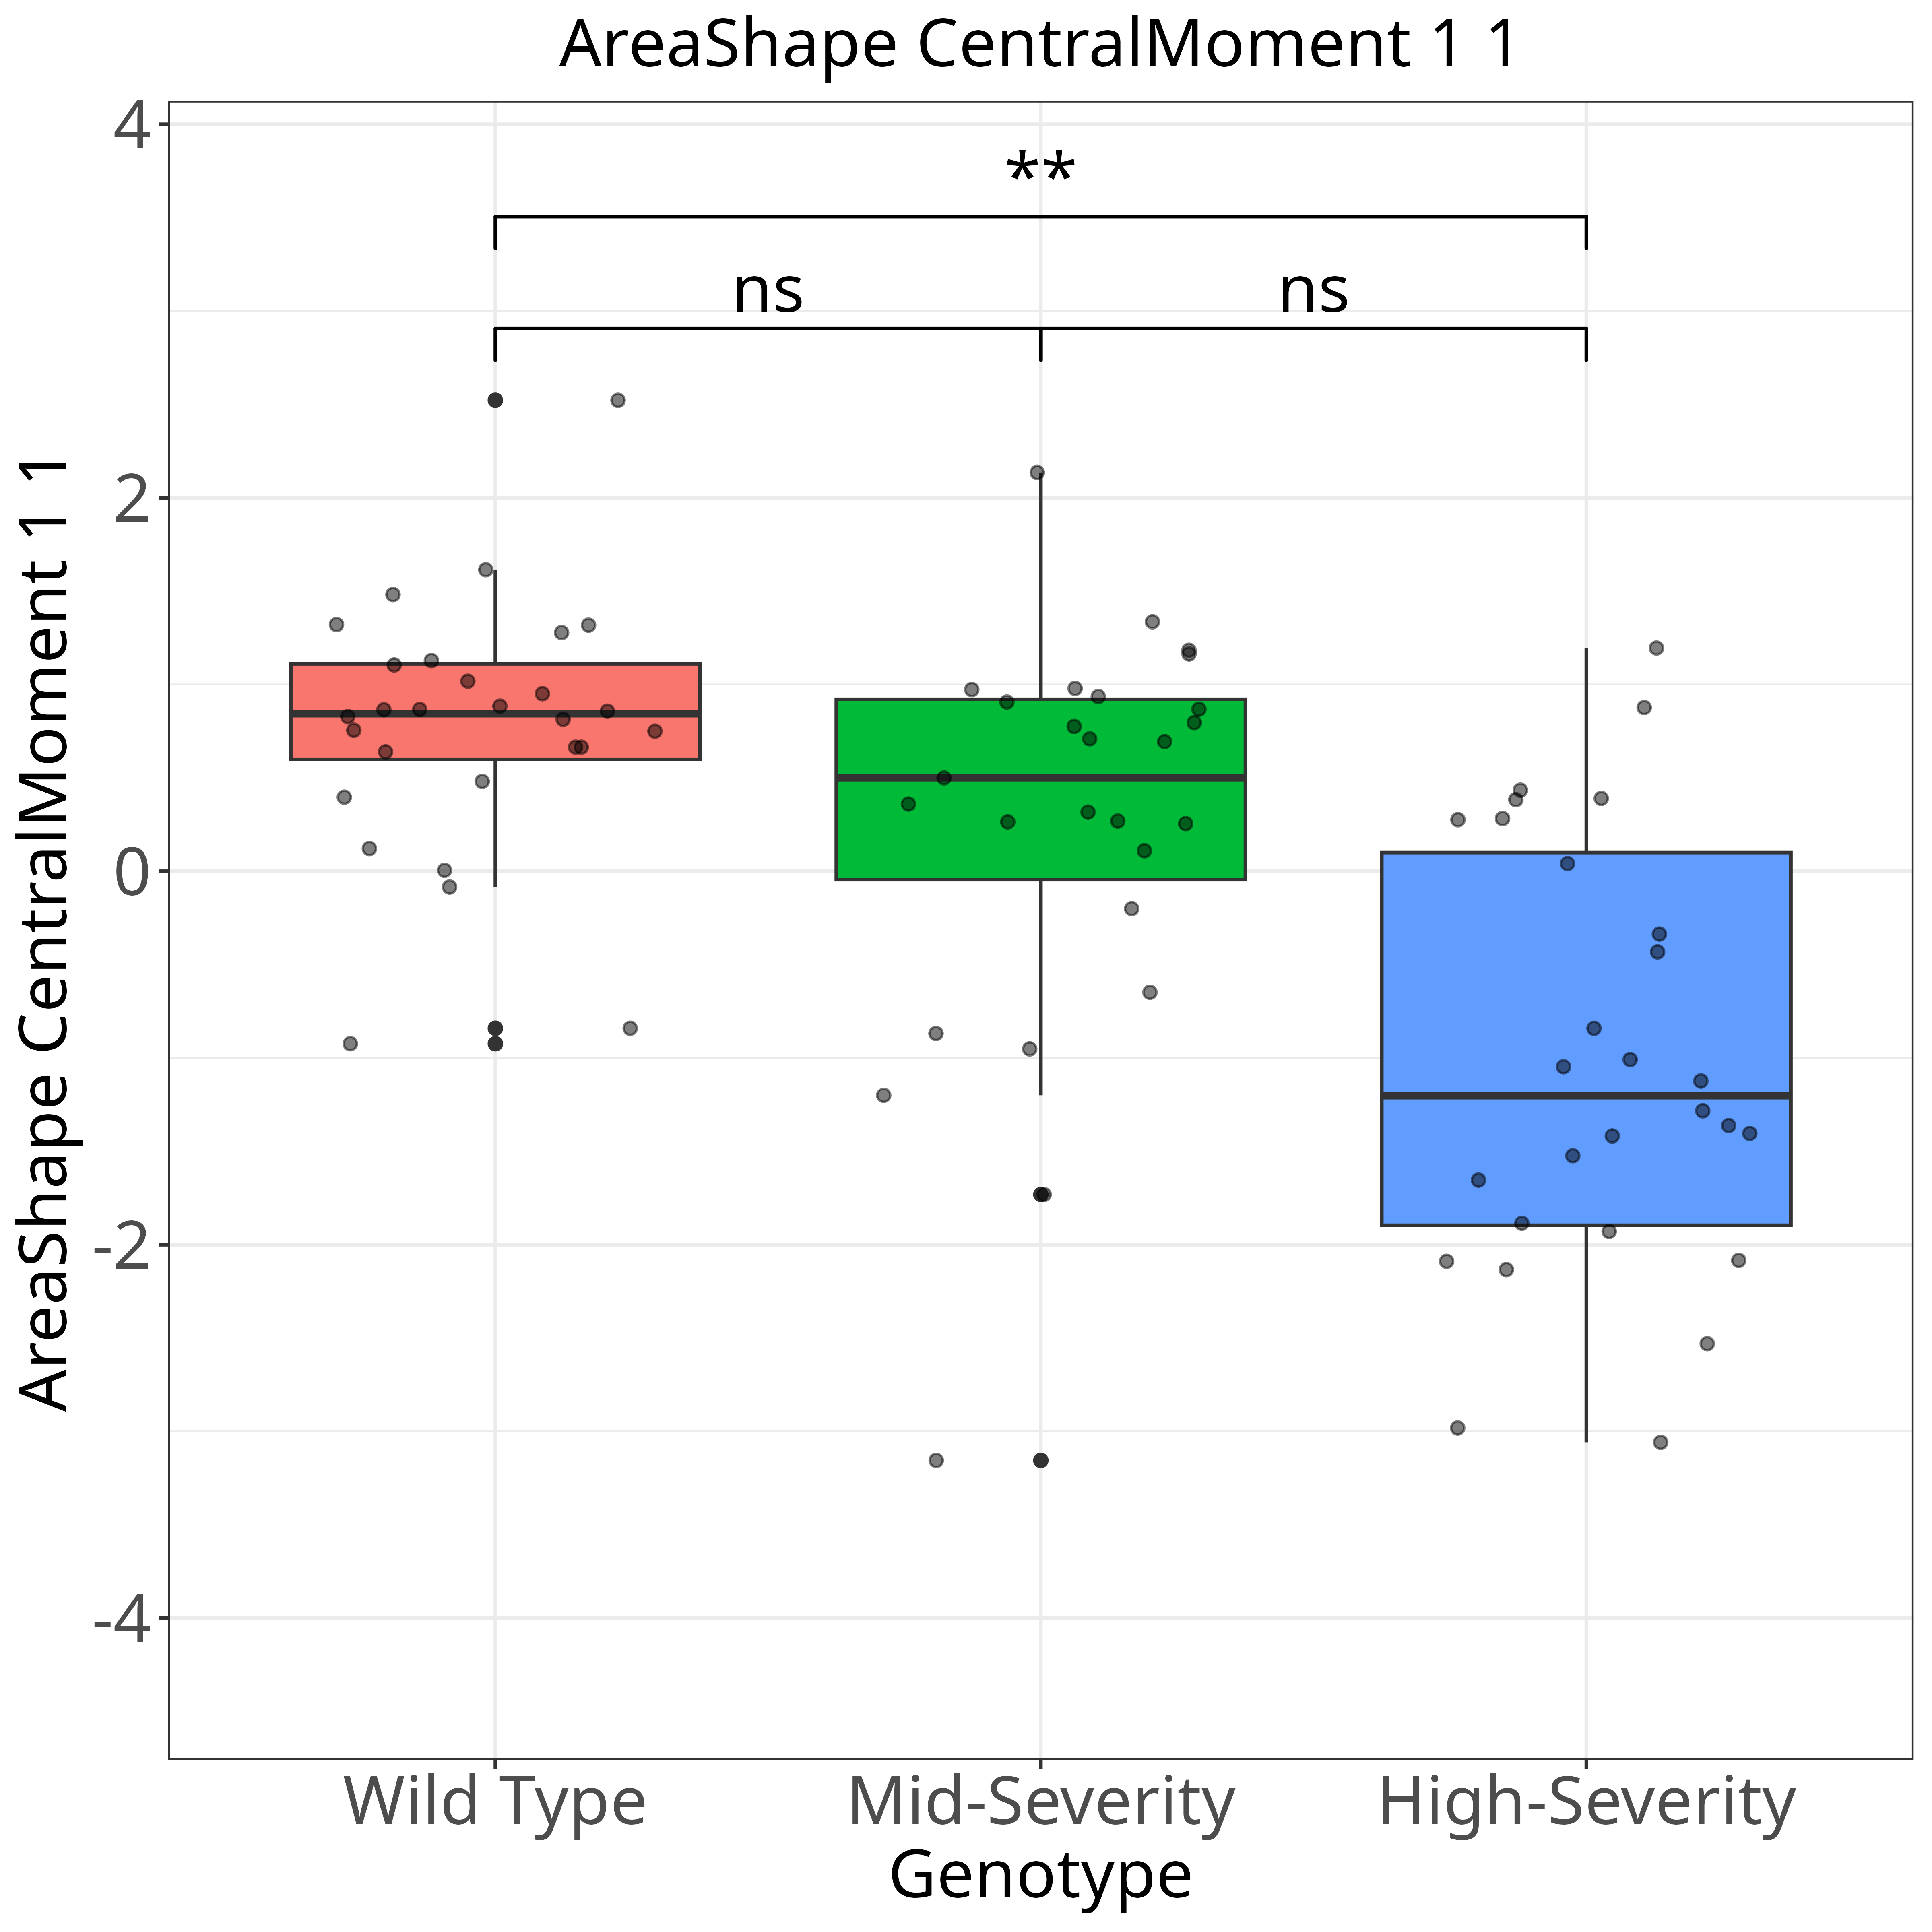 AreaShape CentralMoment 1 1
AreaShape CentralMoment 1 1
4
2
0
-2
-4
**
ns
ns
Wild Type
Mid-Severity
High-Severity
Genotype